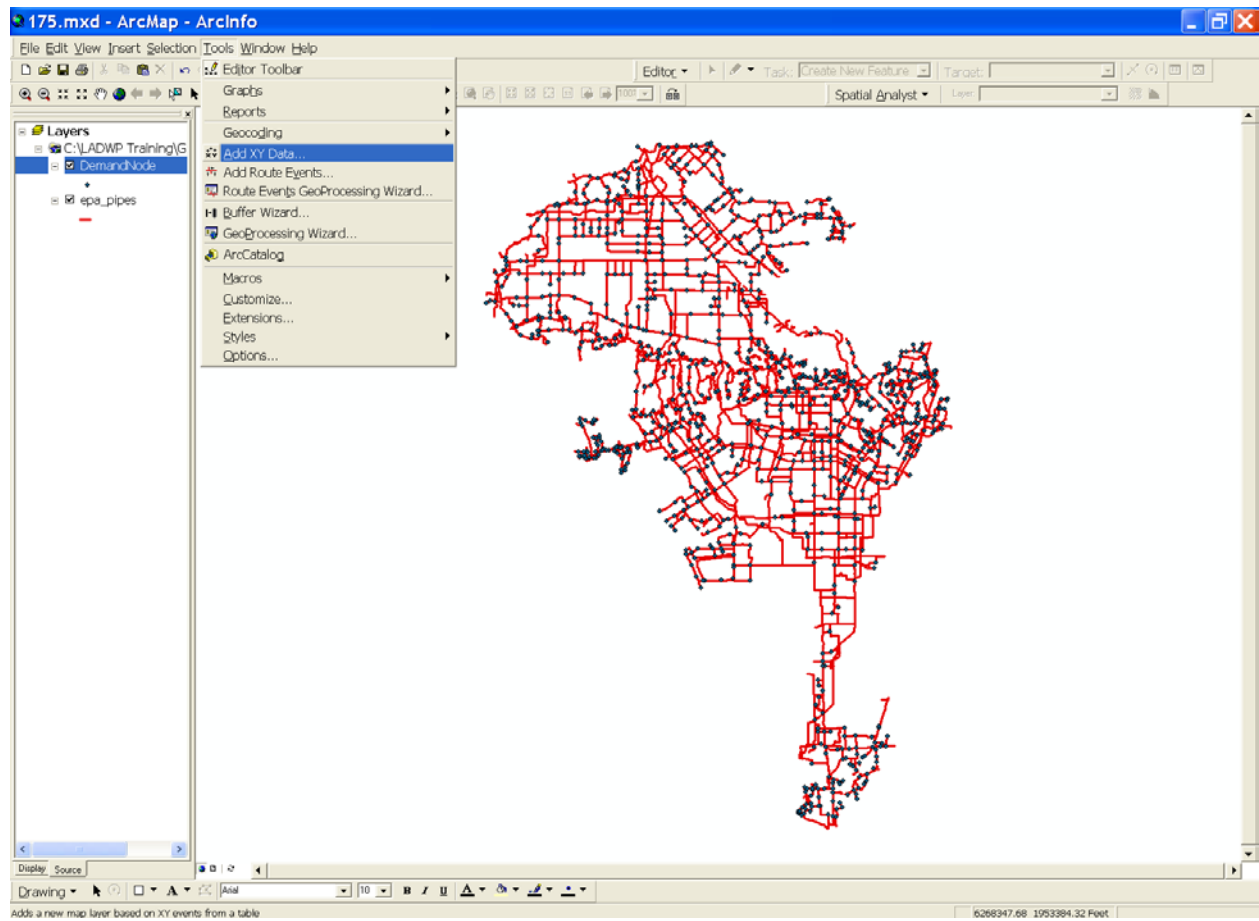 175.mxd - ArcMap - ArcInfo
File Edit View Insert Selection Tools Window Help
Editor Toolbar
Graphs
Reports
Geocoding
Add XY Data...
Add Route Events...
Route Events GeoProcessing Wizard...
Buffer Wizard...
GeoProcessing Wizard...
ArcCatalog
Macros
Customize...
Extensions...
Styles
Options...
Editor
Task: Create New Feature
Target:
1001
Spatial Analyst
Layer:
Layers
C:\LADWP Training\G
DemandNode
epa_pipes
Display Source
Drawing
A
Arial
10
B I U A
Adds a new map layer based on XY events from a table
6268347.68 1953384.32 Feet